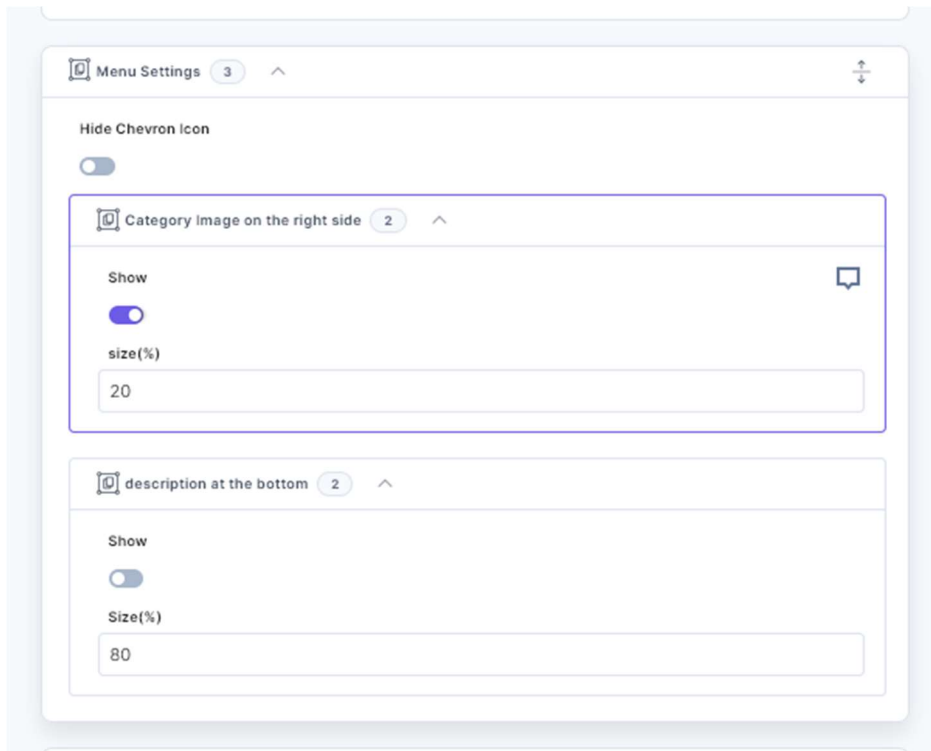 Menu Settings 3
Hide Chevron Icon
Category Image on the right side 2
Show
size(%)
20
description at the bottom 2
Show
Size(%)
80